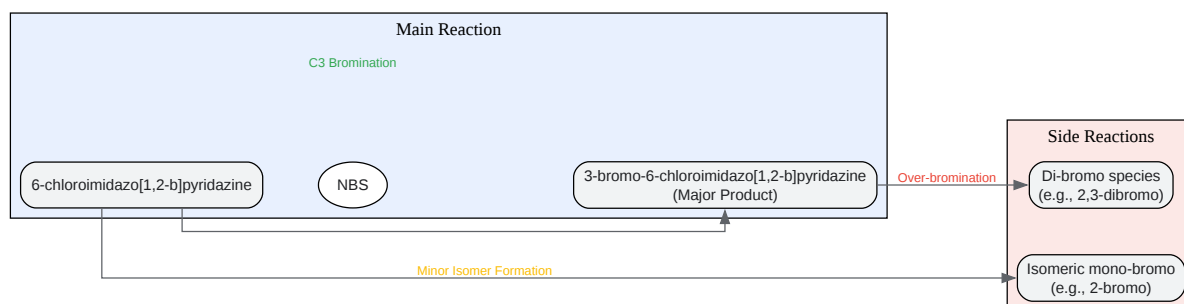 Main Reaction
C3 Bromination
6-chloroimidazo[1,2-b]pyridazine
NBS
3-bromo-6-chloroimidazo[1,2-b]pyridazine
(Major Product)
Over-bromination
Side Reactions
Di-bromo species
(e.g., 2,3-dibromo)
Minor Isomer Formation
Isomeric mono-bromo
(e.g., 2-bromo)